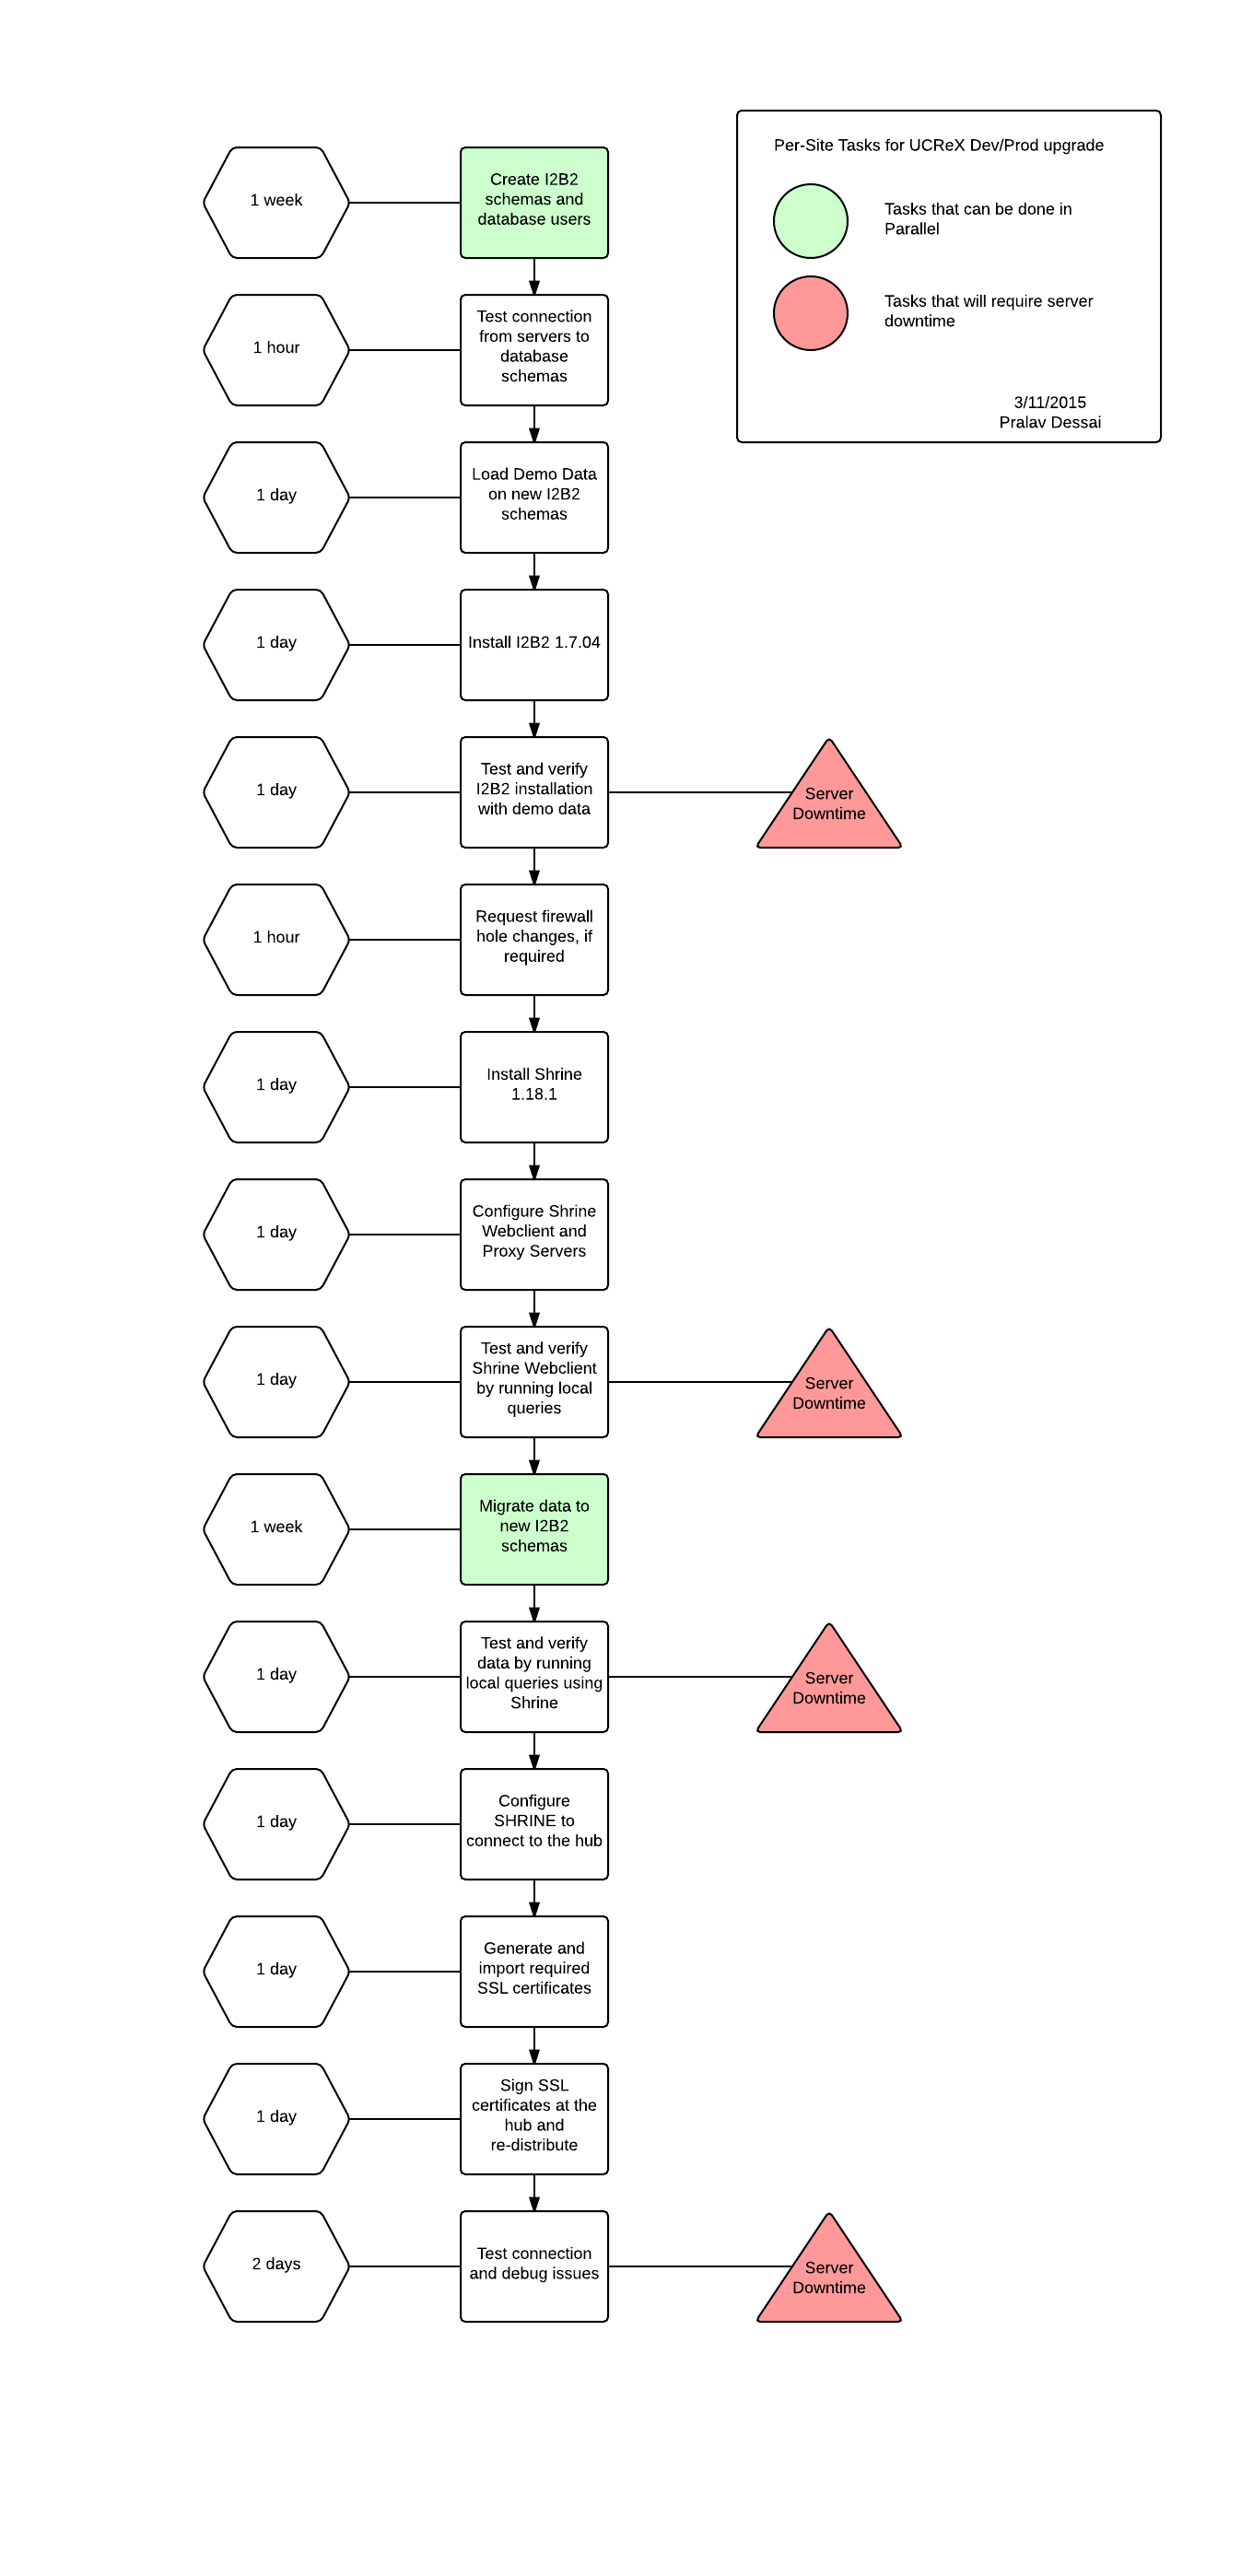 Per-Site Tasks for UCReX Dev/Prod upgrade
Tasks that can be done in
Parallel
Tasks that will require server
downtime
3/11/2015
Pralav Dessai
1 week
Create I2B2
schemas and
database users
1 hour
Test connection
from servers to
database
schemas
1 day
Load Demo Data
on new I2B2
schemas
1 day
Install I2B2 1.7.04
1 day
Test and verify
I2B2 installation
with demo data
Server
Downtime
1 hour
Request firewall
hole changes, if
required
1 day
Install Shrine
1.18.1
1 day
Configure Shrine
Webclient and
Proxy Servers
1 day
Test and verify
Shrine Webclient
by running local
queries
Server
Downtime
1 week
Migrate data to
new I2B2
schemas
1 day
Test and verify
data by running
local queries using
Shrine
Server
Downtime
1 day
Configure
SHRINE to
connect to the hub
1 day
Generate and
import required
SSL certificates
1 day
Sign SSL
certificates at the
hub and
re-distribute
2 days
Test connection
and debug issues
Server
Downtime